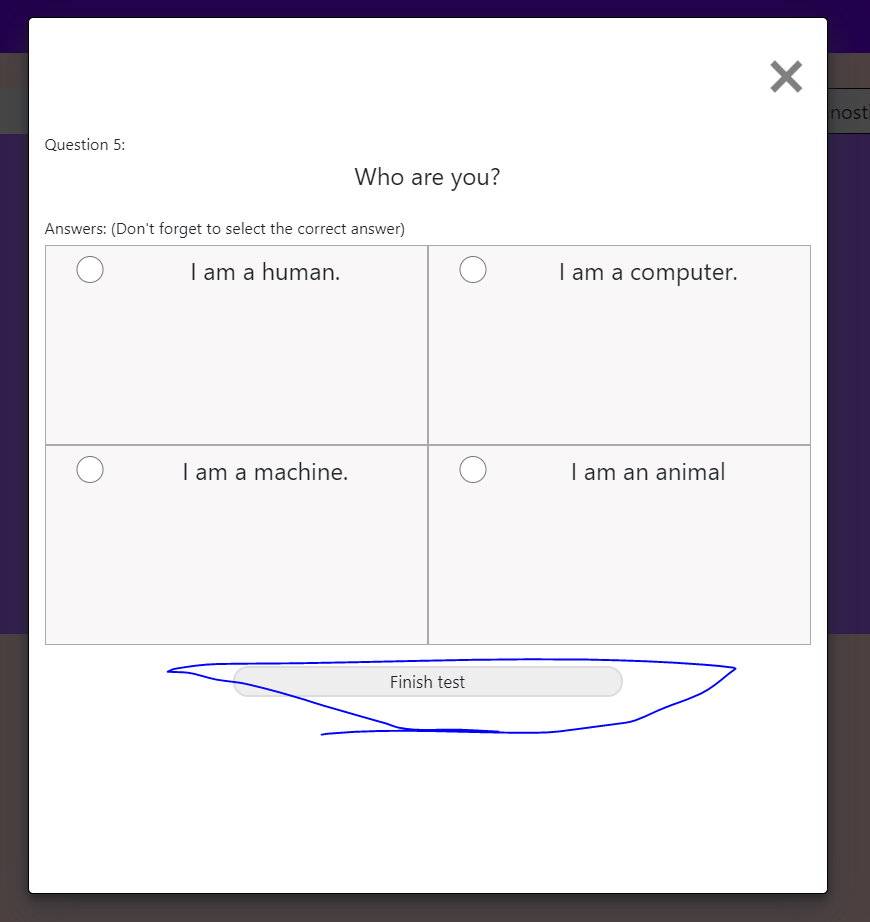 nosti
Question 5:
Who are you?
Answers: (Don't forget to select the correct answer)
I am a human.
I am a computer.
I am a machine.
I am an animal
Finish test